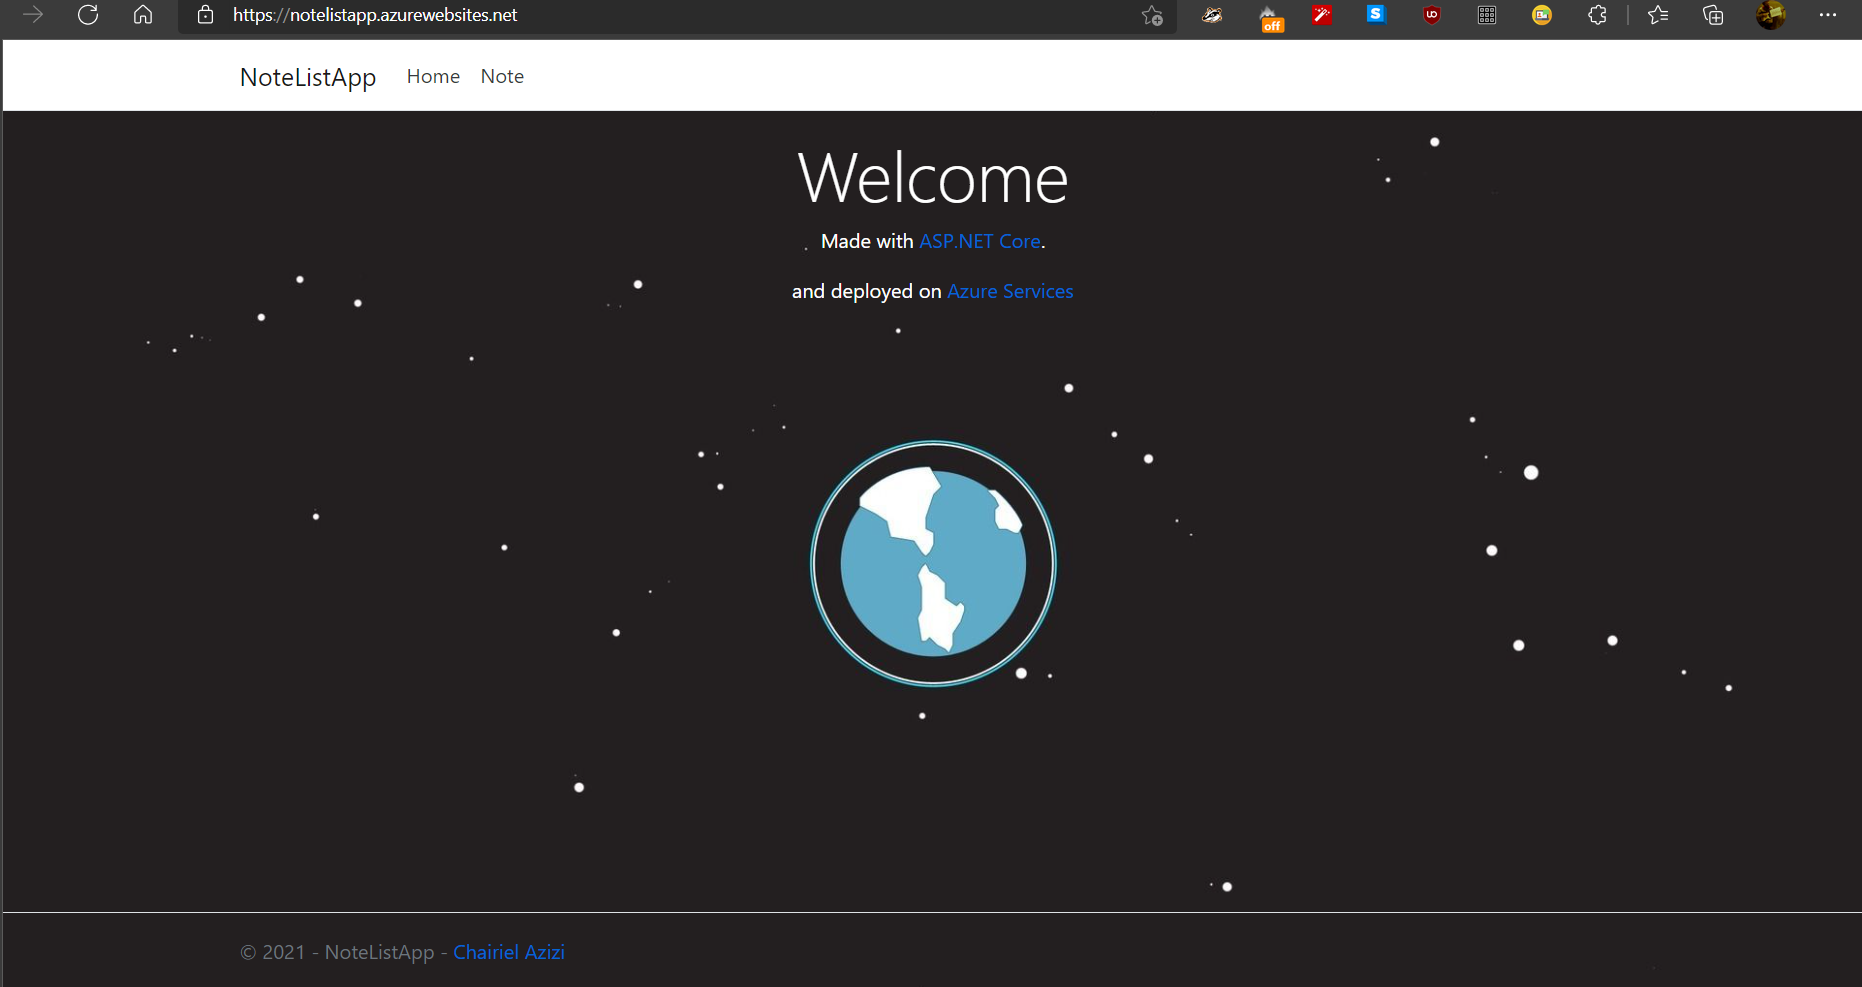 https://notelistapp.azurewebsites.net
off
S
UO
NoteListApp Home Note
Welcome
Made with ASP.NET Core.
and deployed on Azure Services
© 2021 - NoteListApp - Chairiel Azizi